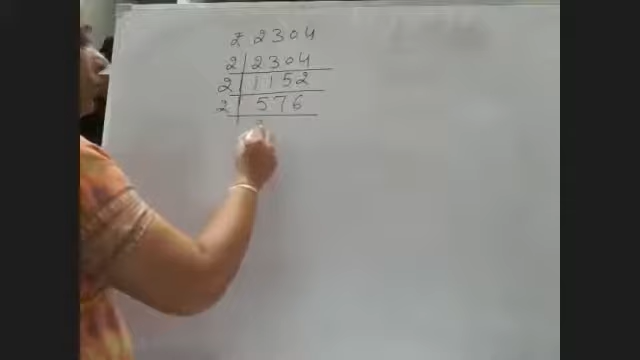 ₹ 2304
2 | 2304
2 | 1152
2 | 576